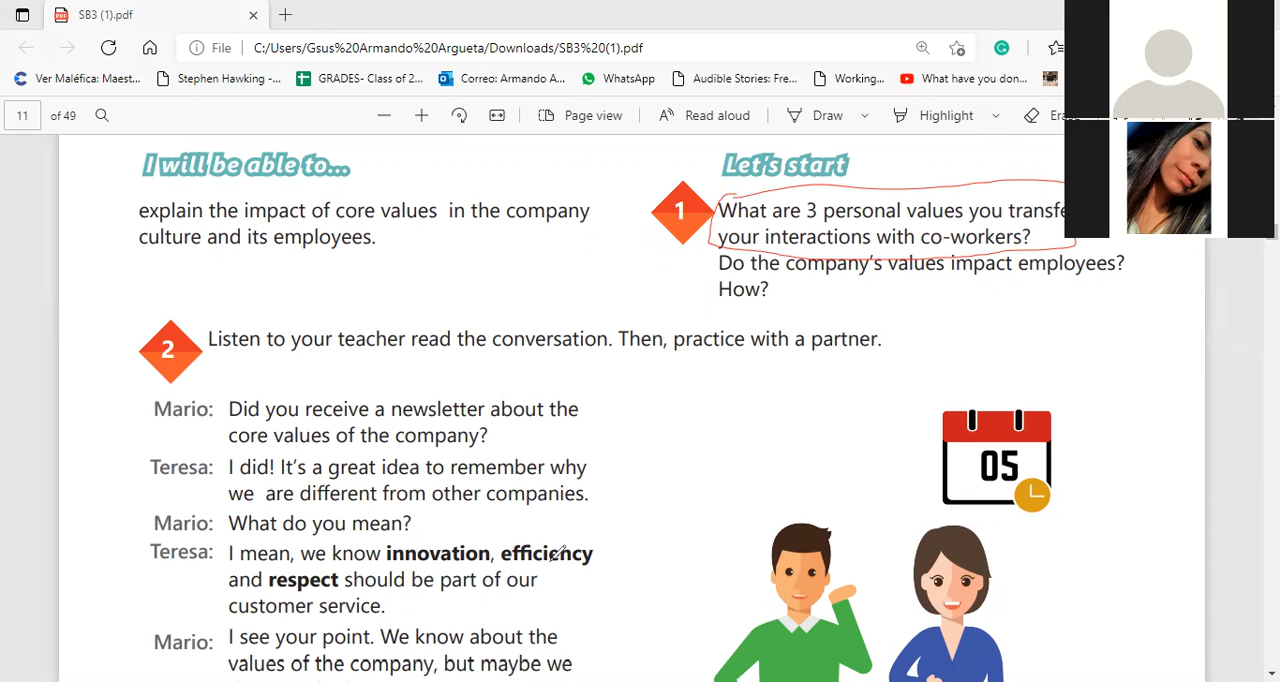 SB3 (1).pdf
File
C:/Users/Gsus%20Armando%20Argueta/Downloads/SB3%20(1).pdf
Ver Maléfica: Maest...
Stephen Hawking -...
GRADES- Class of 2...
Correo: Armando A...
WhatsApp
Audible Stories: Fre...
Working...
What have you don...
11 of 49
Page view
Read aloud
Draw
Highlight
I will be able to...
explain the impact of core values in the company
culture and its employees.
Let's start
1
What are 3 personal values you
your interactions with co-workers?
Do the company's values impact employees?
How?
2
Listen to your teacher read the conversation. Then, practice with a partner.
Mario: Did you receive a newsletter about the
core values of the company?
Teresa: I did! It's a great idea to remember why
we are different from other companies.
Mario: What do you mean?
Teresa: I mean, we know innovation, efficiency
and respect should be part of our
customer service.
Mario: I see your point. We know about the
values of the company, but maybe we
05